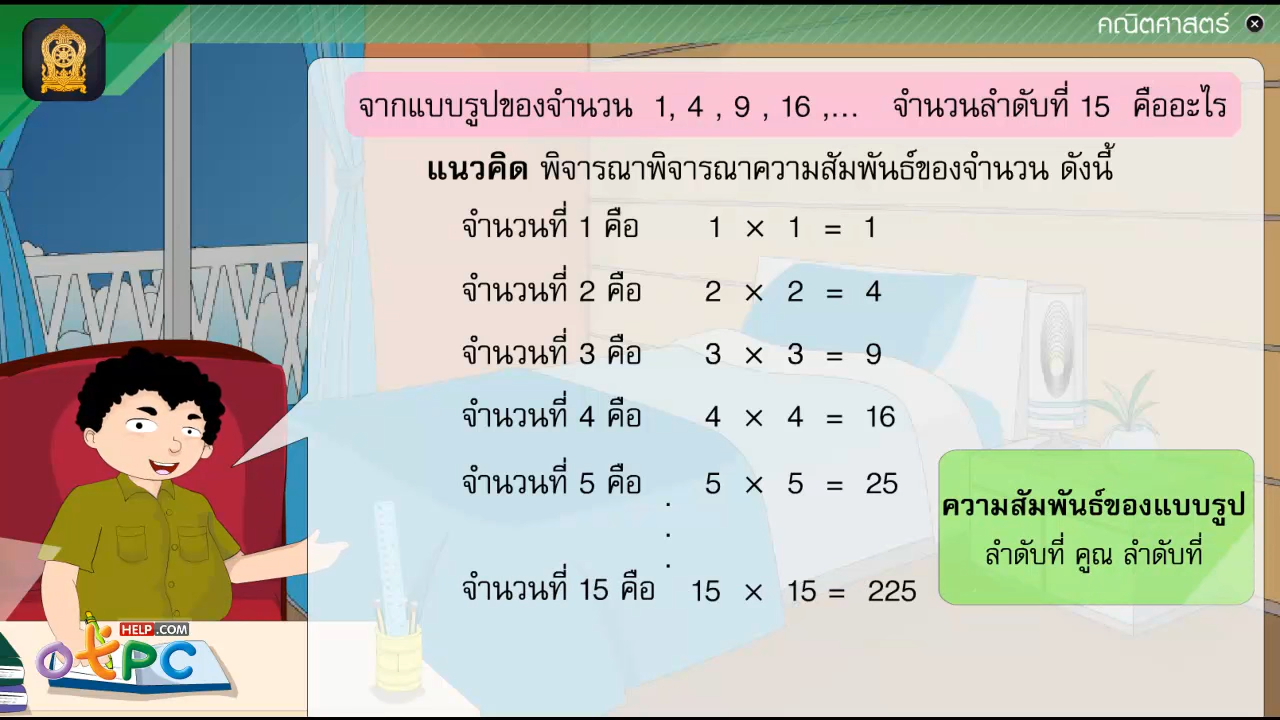 คณิตศาสตร์
จากแบบรูปของจำนวน 1, 4 , 9 , 16 ,... จำนวนลำดับที่ 15 คืออะไร
แนวคิด พิจารณาพิจารณาความสัมพันธ์ของจำนวน ดังนี้
จำนวนที่ 1 คือ 1 × 1 = 1
จำนวนที่ 2 คือ 2 × 2 = 4
จำนวนที่ 3 คือ 3 × 3 = 9
จำนวนที่ 4 คือ 4 × 4 = 16
จำนวนที่ 5 คือ 5 × 5 = 25
.
.
.
จำนวนที่ 15 คือ 15 × 15 = 225
ความสัมพันธ์ของแบบรูป
ลำดับที่ คูณ ลำดับที่
HELP.COM
otPC